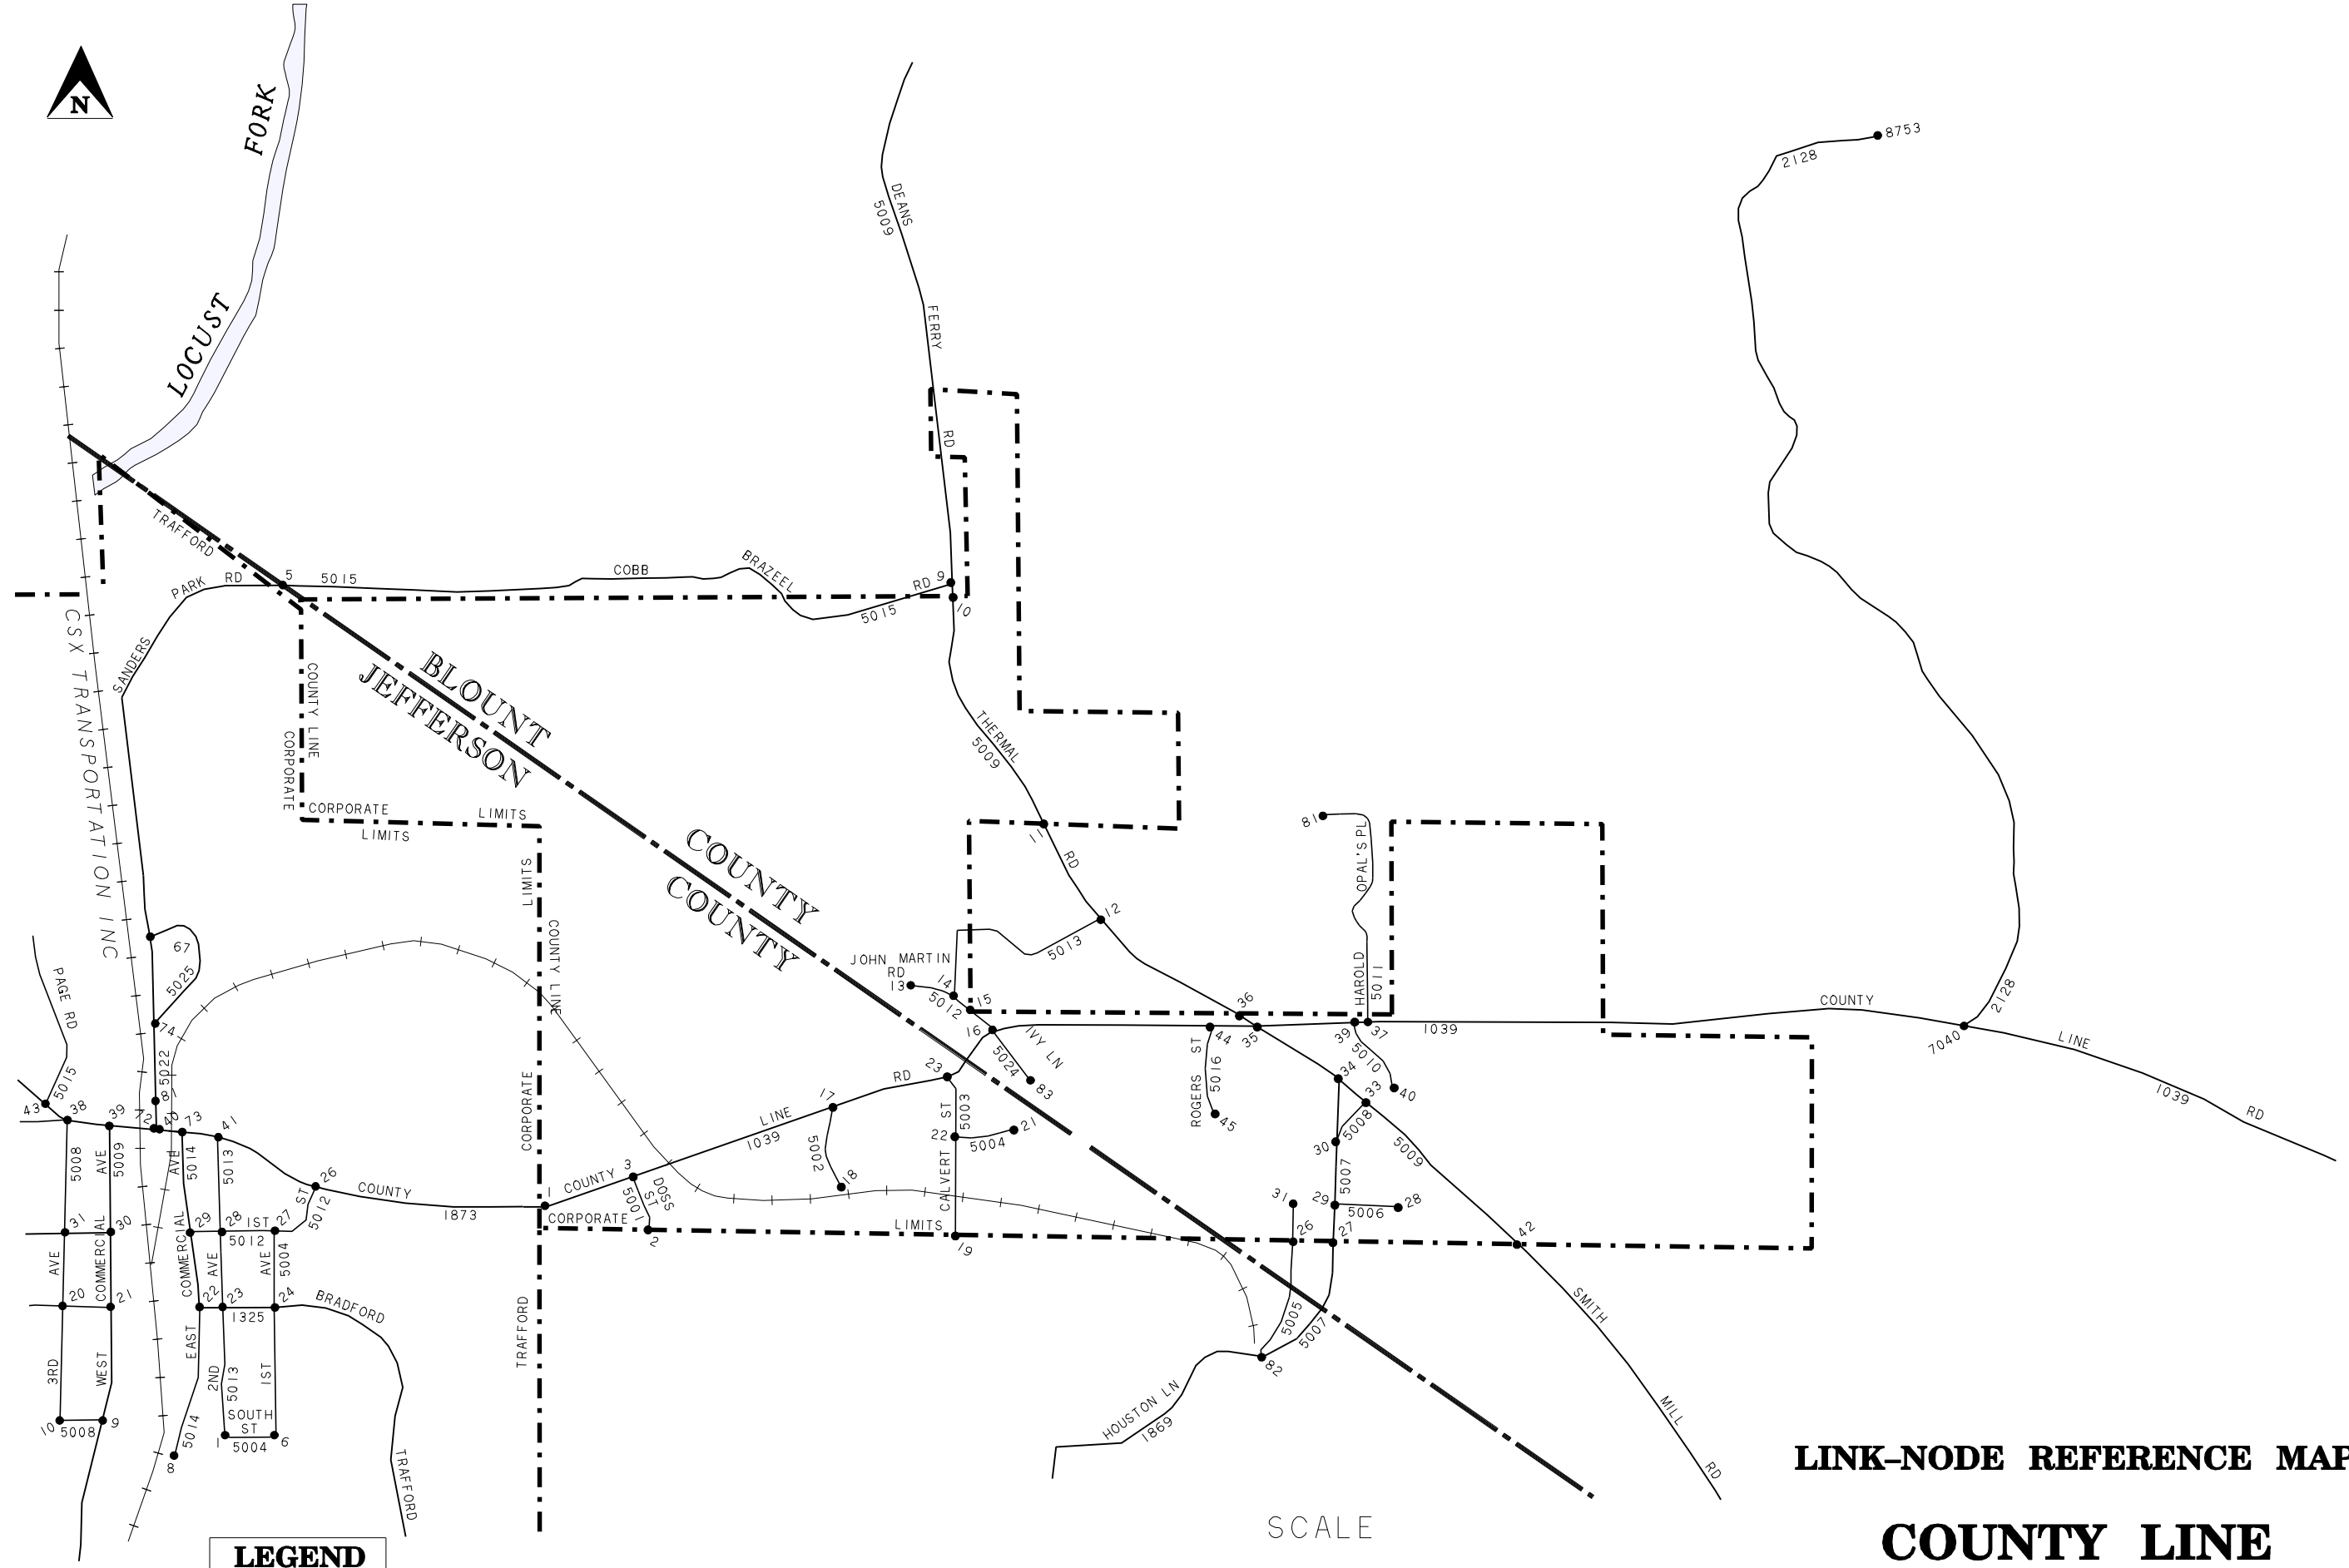 N
LOCUST FORK
8753
2128
DEANS
5009
FERRY
RD
TRAFFORD
PARK RD
5
5015
COBB
BRAZEEL
RD
9
5015
10
SANDERS
CSX TRANSPORTATION INC
COUNTY LINE
CORPORATE
CORPORATE LIMITS
LIMITS
BLOUNT
JEFFERSON
COUNTY
COUNTY
THERMAL
5009
11
RD
12
5013
81
OPAL'S PL
LIMITS
COUNTY LINE
CORPORATE
TRAFFORD
67
5025
74
5022
81
PAGE RD
5015
43
38
39
72
40
73
41
JOHN MARTIN
RD
13
14
5012
15
16
IVY LN
5024
83
36
44
35
ROGERS ST
5016
45
HAROLD
5011
39
37
5010
40
1039
COUNTY
2128
7040
LINE
1039
RD
34
33
5008
30
5009
5007
29
28
5006
31
26
27
42
23
RD
17
LINE
1039
5002
18
5003
CALVERT ST
22
5004
21
19
3
COUNTY
1
5001
DOSS
ST
2
CORPORATE
LIMITS
COUNTY
1873
26
ST
5012
5008
AVE
5009
AVE
5014
5013
31
30
29
28
1ST
27
5012
AVE
COMMERCIAL
COMMERCIAL
AVE
AVE
5004
20
21
22
23
24
1325
BRADFORD
3RD
WEST
EAST
2ND
5013
1ST
TRAFFORD
10
5008
9
5014
8
SOUTH
ST
1
5004
6
5005
5007
82
HOUSTON LN
1869
SMITH
MILL
RD
LINK–NODE REFERENCE MAP
SCALE
COUNTY LINE
LEGEND